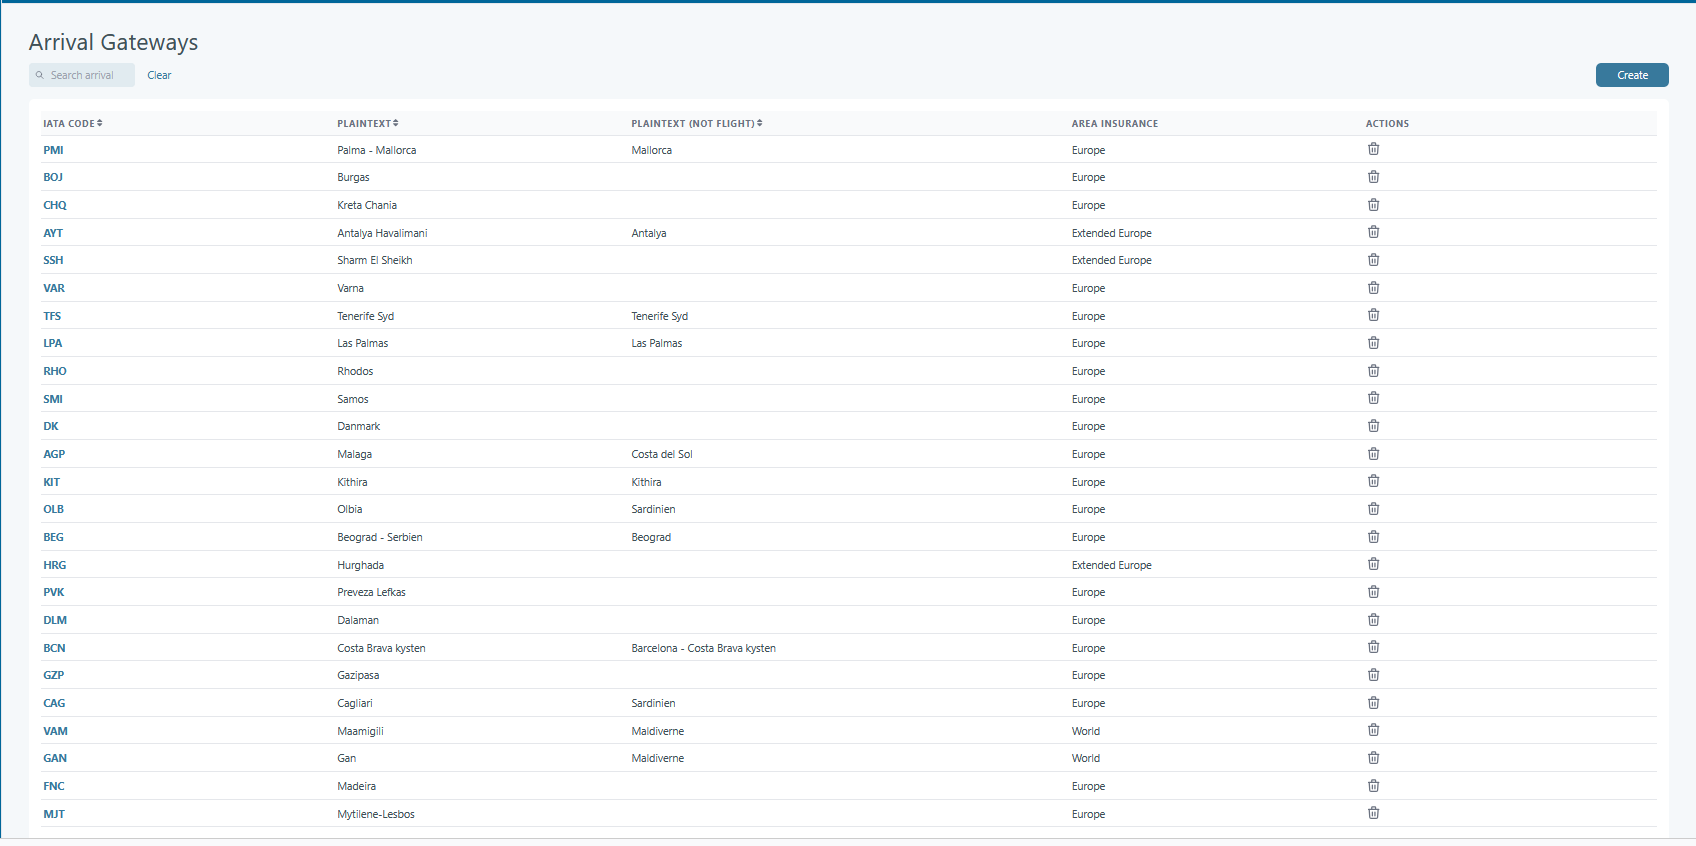 Arrival Gateways
Search arrival Clear Create
IATA CODE PLAINTEXT PLAINTEXT (NOT FLIGHT) AREA INSURANCE ACTIONS
PMI Palma - Mallorca Mallorca Europe
BOJ Burgas Europe
CHQ Kreta Chania Europe
AYT Antalya Havalimani Antalya Extended Europe
SSH Sharm El Sheikh Extended Europe
VAR Varna Europe
TFS Tenerife Syd Tenerife Syd Europe
LPA Las Palmas Las Palmas Europe
RHO Rhodos Europe
SMI Samos Europe
DK Danmark Europe
AGP Malaga Costa del Sol Europe
KIT Kithira Kithira Europe
OLB Olbia Sardinien Europe
BEG Beograd - Serbien Beograd Europe
HRG Hurghada Extended Europe
PVK Preveza Lefkas Europe
DLM Dalaman Europe
BCN Costa Brava kysten Barcelona - Costa Brava kysten Europe
GZP Gazipasa Europe
CAG Cagliari Sardinien Europe
VAM Maamigili Maldiverne World
GAN Gan Maldiverne World
FNC Madeira Europe
MJT Mytilene-Lesbos Europe